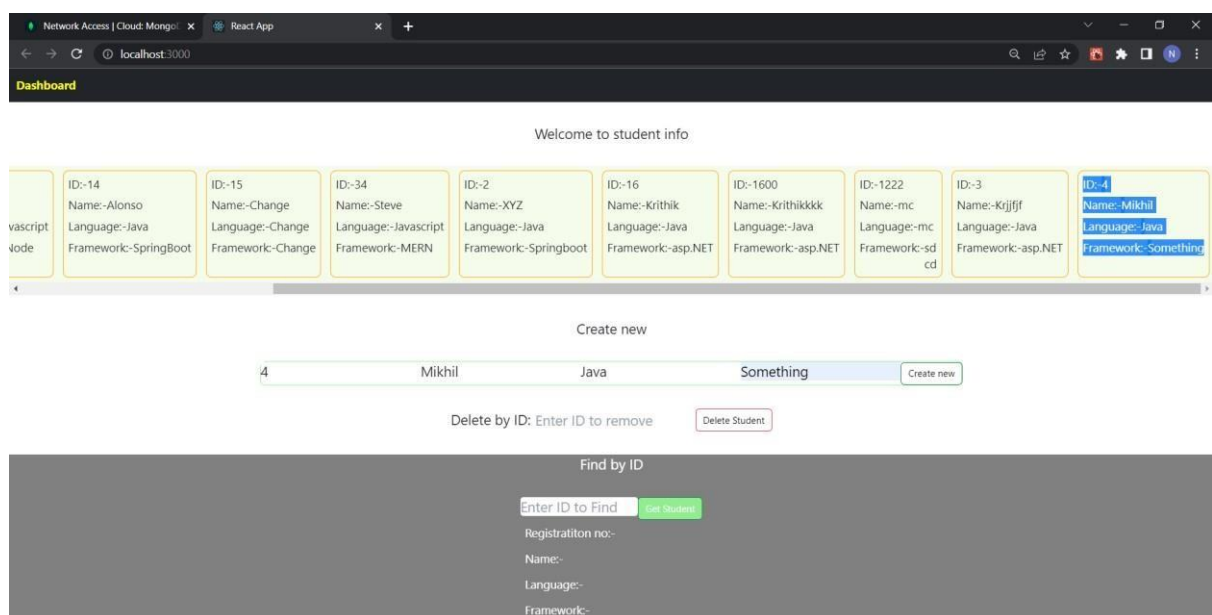 Network Access | Cloud: Mongo
React App
localhost:3000
N
Dashboard
Welcome to student info
vascript
Node
ID:-14
Name:-Alonso
Language:-Java
Framework:-SpringBoot
ID:-15
Name:-Change
Language:-Change
Framework:-Change
ID:-34
Name:-Steve
Language:-Javascript
Framework:-MERN
ID:-2
Name:-XYZ
Language:-Java
Framework:-Springboot
ID:-16
Name:-Krithik
Language:-Java
Framework:-asp.NET
ID:-1600
Name:-Krithikkkk
Language:-Java
Framework:-asp.NET
ID:-1222
Name:-mc
Language:-mc
Framework:-sd
cd
ID:-3
Name:-Krjjfjf
Language:-Java
Framework:-asp.NET
ID:-4
Name:-Mikhil
Language:-Java
Framework:-Something
Create new
4 Mikhil Java Something Create new
Delete by ID: Enter ID to remove Delete Student
Find by ID
Enter ID to Find Get Student
Registratiton no:-
Name:-
Language:-
Framework:-